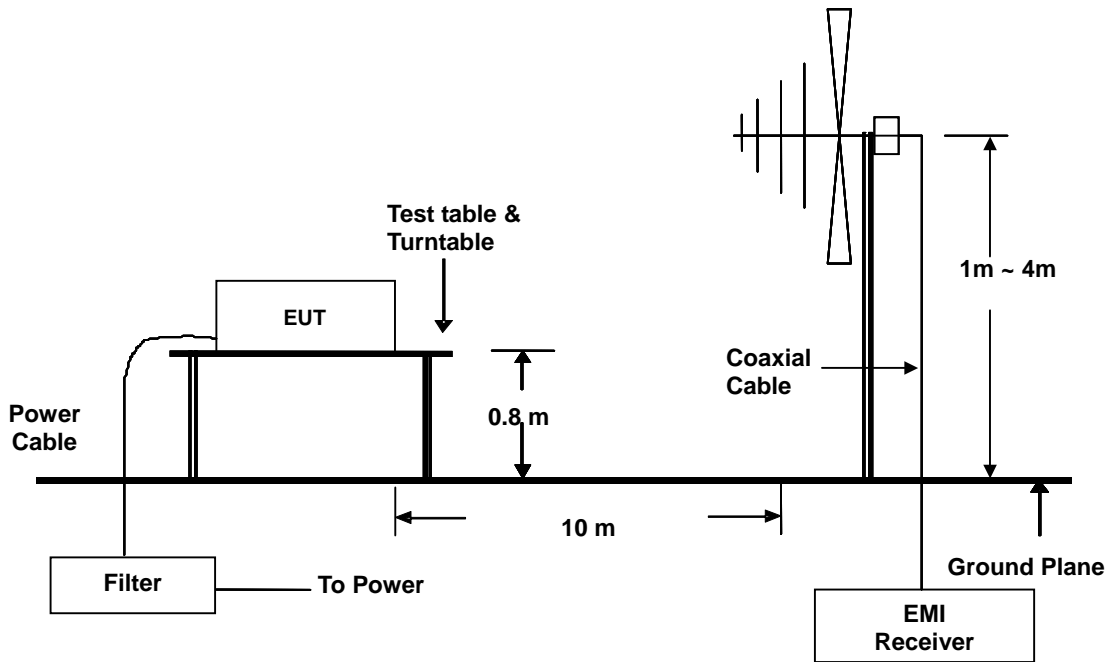 Test table &
Turntable
EUT
1m ~ 4m
Coaxial
Cable
0.8 m
Power
Cable
10 m
Ground Plane
Filter
To Power
EMI
Receiver